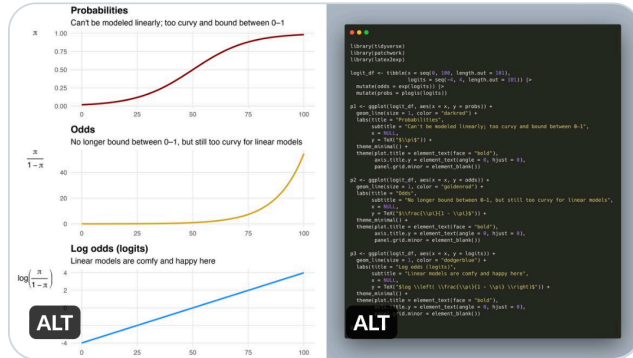 Probabilities
Can't be modeled linearly; too curvy and bound between 0–1
π
1.00
0.75
0.50
0.25
0.00
0
25
50
75
100
Odds
No longer bound between 0–1, but still too curvy for linear models
π
1 − π
40
20
0
0
25
50
75
100
Log odds (logits)
Linear models are comfy and happy here
log(π / 1 − π)
4
2
-4
0
25
50
75
100
ALT
library(tidyverse)
library(patchwork)
library(latex2exp)
logit_df <- tibble(x = seq(0, 100, length.out = 101),
logits = seq(-4, 4, length.out = 101)) |>
mutate(odds = exp(logits)) |>
mutate(probs = plogis(logits))
p1 <- ggplot(logit_df, aes(x = x, y = probs)) +
geom_line(size = 1, color = "darkred") +
labs(title = "Probabilities",
subtitle = "Can't be modeled linearly; too curvy and bound between 0–1",
x = NULL,
y = TeX("$\\pi$")) +
theme_minimal() +
theme(plot.title = element_text(face = "bold"),
axis.title.y = element_text(angle = 0, hjust = 0),
panel.grid.minor = element_blank())
p2 <- ggplot(logit_df, aes(x = x, y = odds)) +
geom_line(size = 1, color = "goldenrod") +
labs(title = "Odds",
subtitle = "No longer bound between 0–1, but still too curvy for linear models",
x = NULL,
y = TeX("$\\frac{\\pi}{1 - \\pi}$")) +
theme_minimal() +
theme(plot.title = element_text(face = "bold"),
axis.title.y = element_text(angle = 0, hjust = 0),
panel.grid.minor = element_blank())
p3 <- ggplot(logit_df, aes(x = x, y = logits)) +
geom_line(size = 1, color = "dodgerblue") +
labs(title = "Log odds (logits)",
subtitle = "Linear models are comfy and happy here",
x = NULL,
y = TeX("$log \\left( \\frac{\\pi}{1 - \\pi} \\right)$")) +
theme_minimal() +
theme(plot.title = element_text(face = "bold"),
= element_text(angle = 0, hjust = 0),
minor = element_blank())
ALT